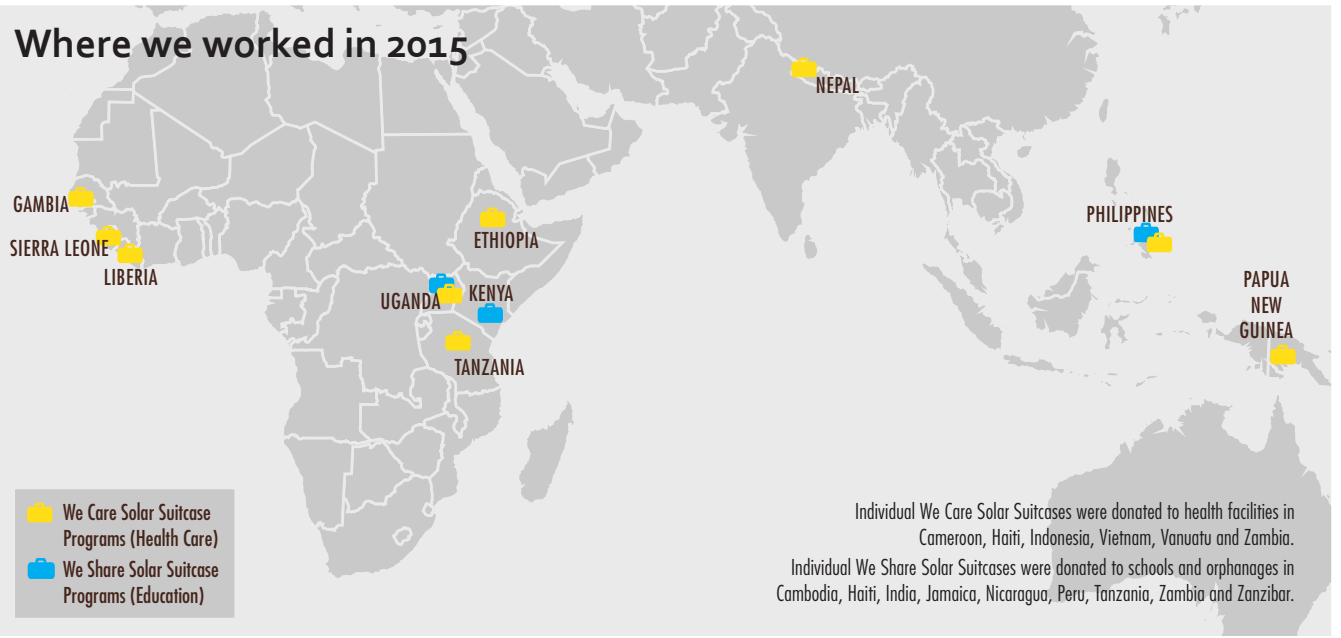 Where we worked in 2015
NEPAL
GAMBIA
SIERRA LEONE
LIBERIA
ETHIOPIA
UGANDA
KENYA
TANZANIA
PHILIPPINES
PAPUA
NEW
GUINEA
We Care Solar Suitcase
Programs (Health Care)
We Share Solar Suitcase
Programs (Education)
Individual We Care Solar Suitcases were donated to health facilities in
Cameroon, Haiti, Indonesia, Vietnam, Vanuatu and Zambia.
Individual We Share Solar Suitcases were donated to schools and orphanages in
Cambodia, Haiti, India, Jamaica, Nicaragua, Peru, Tanzania, Zambia and Zanzibar.